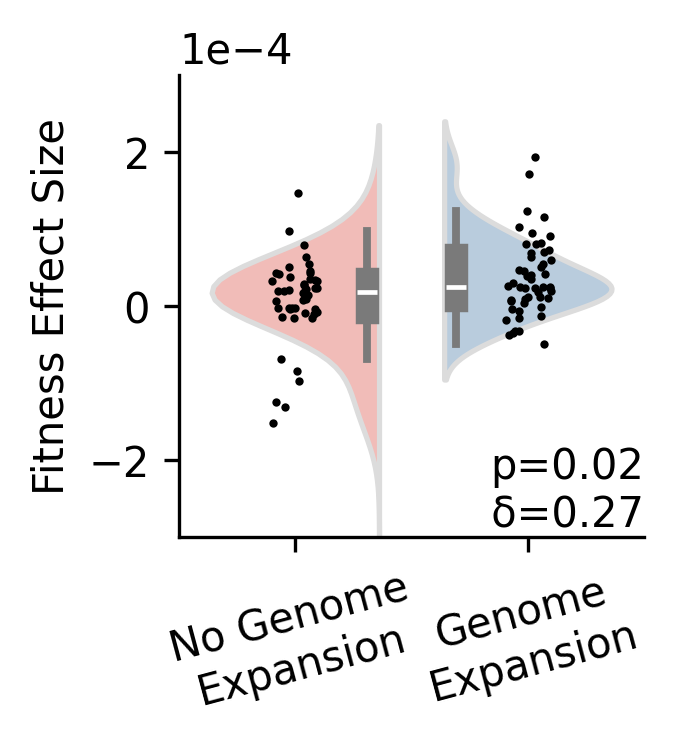 1e−4
Fitness Effect Size
2
0
−2
p=0.02
δ=0.27
No Genome
Expansion
Genome
Expansion